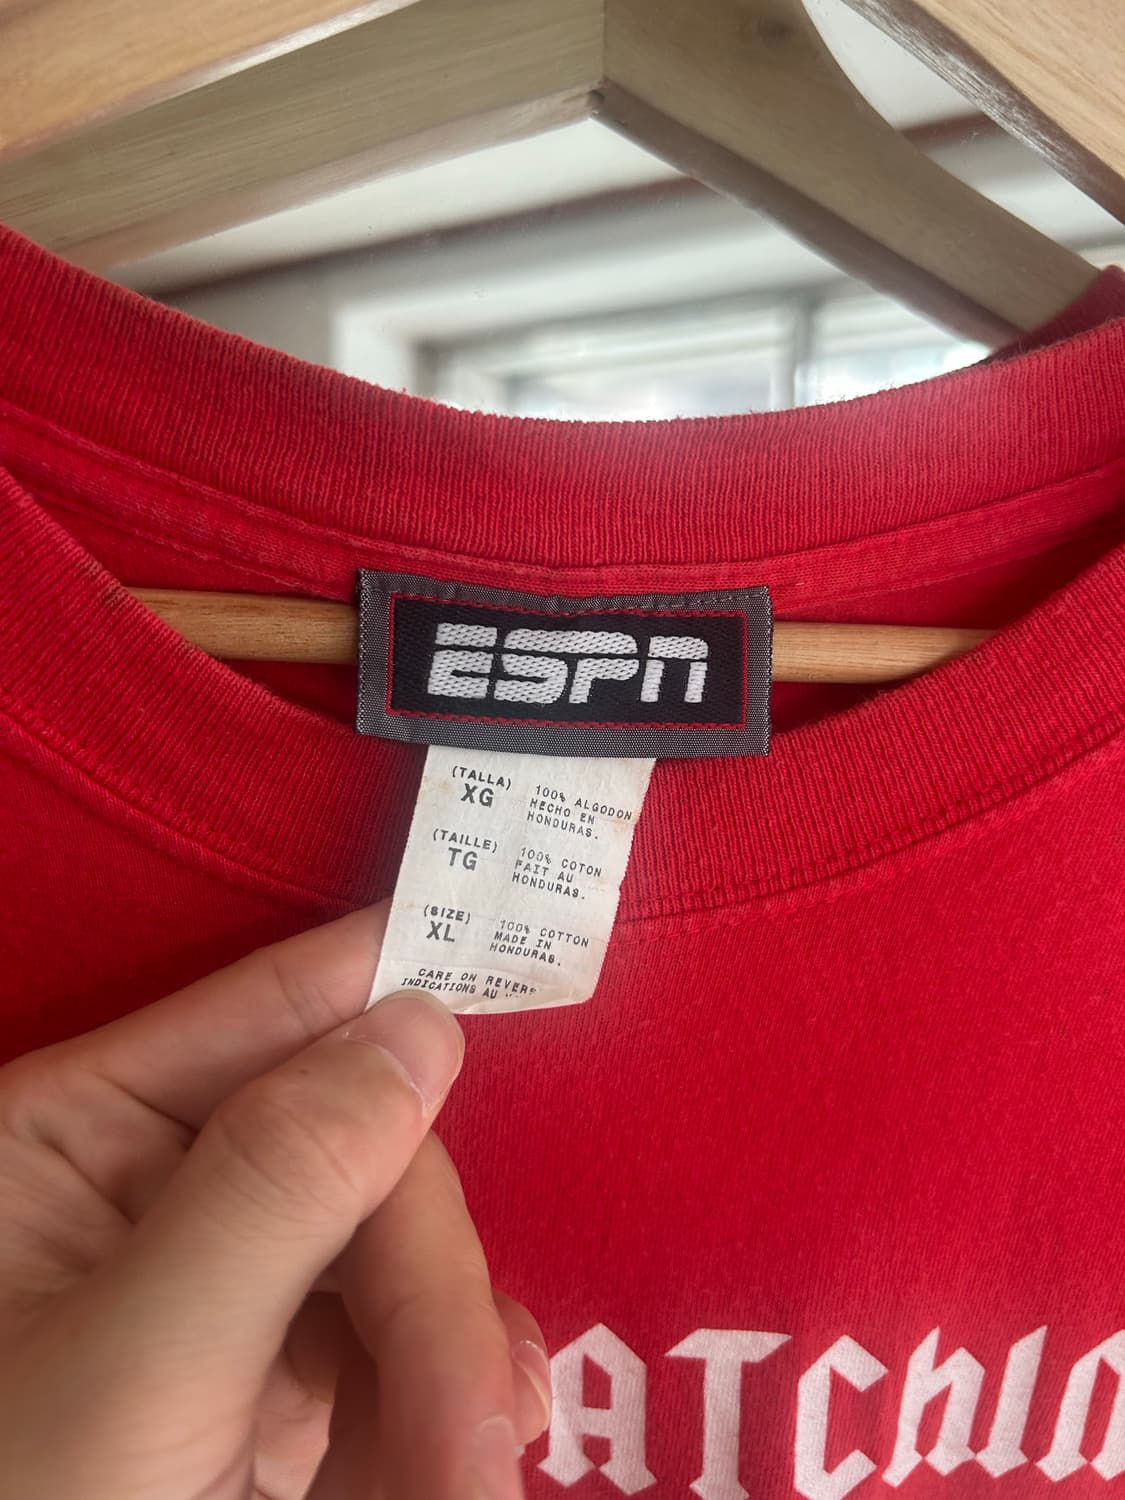 ESPN
(TALLA)
XG
100% ALGODON
HECHO EN
HONDURAS.
(TAILLE)
TG
100% COTON
FAIT AU
HONDURAS.
(SIZE)
XL
100% COTTON
MADE IN
HONDURAS.
CARE ON
INDICATIONS AU